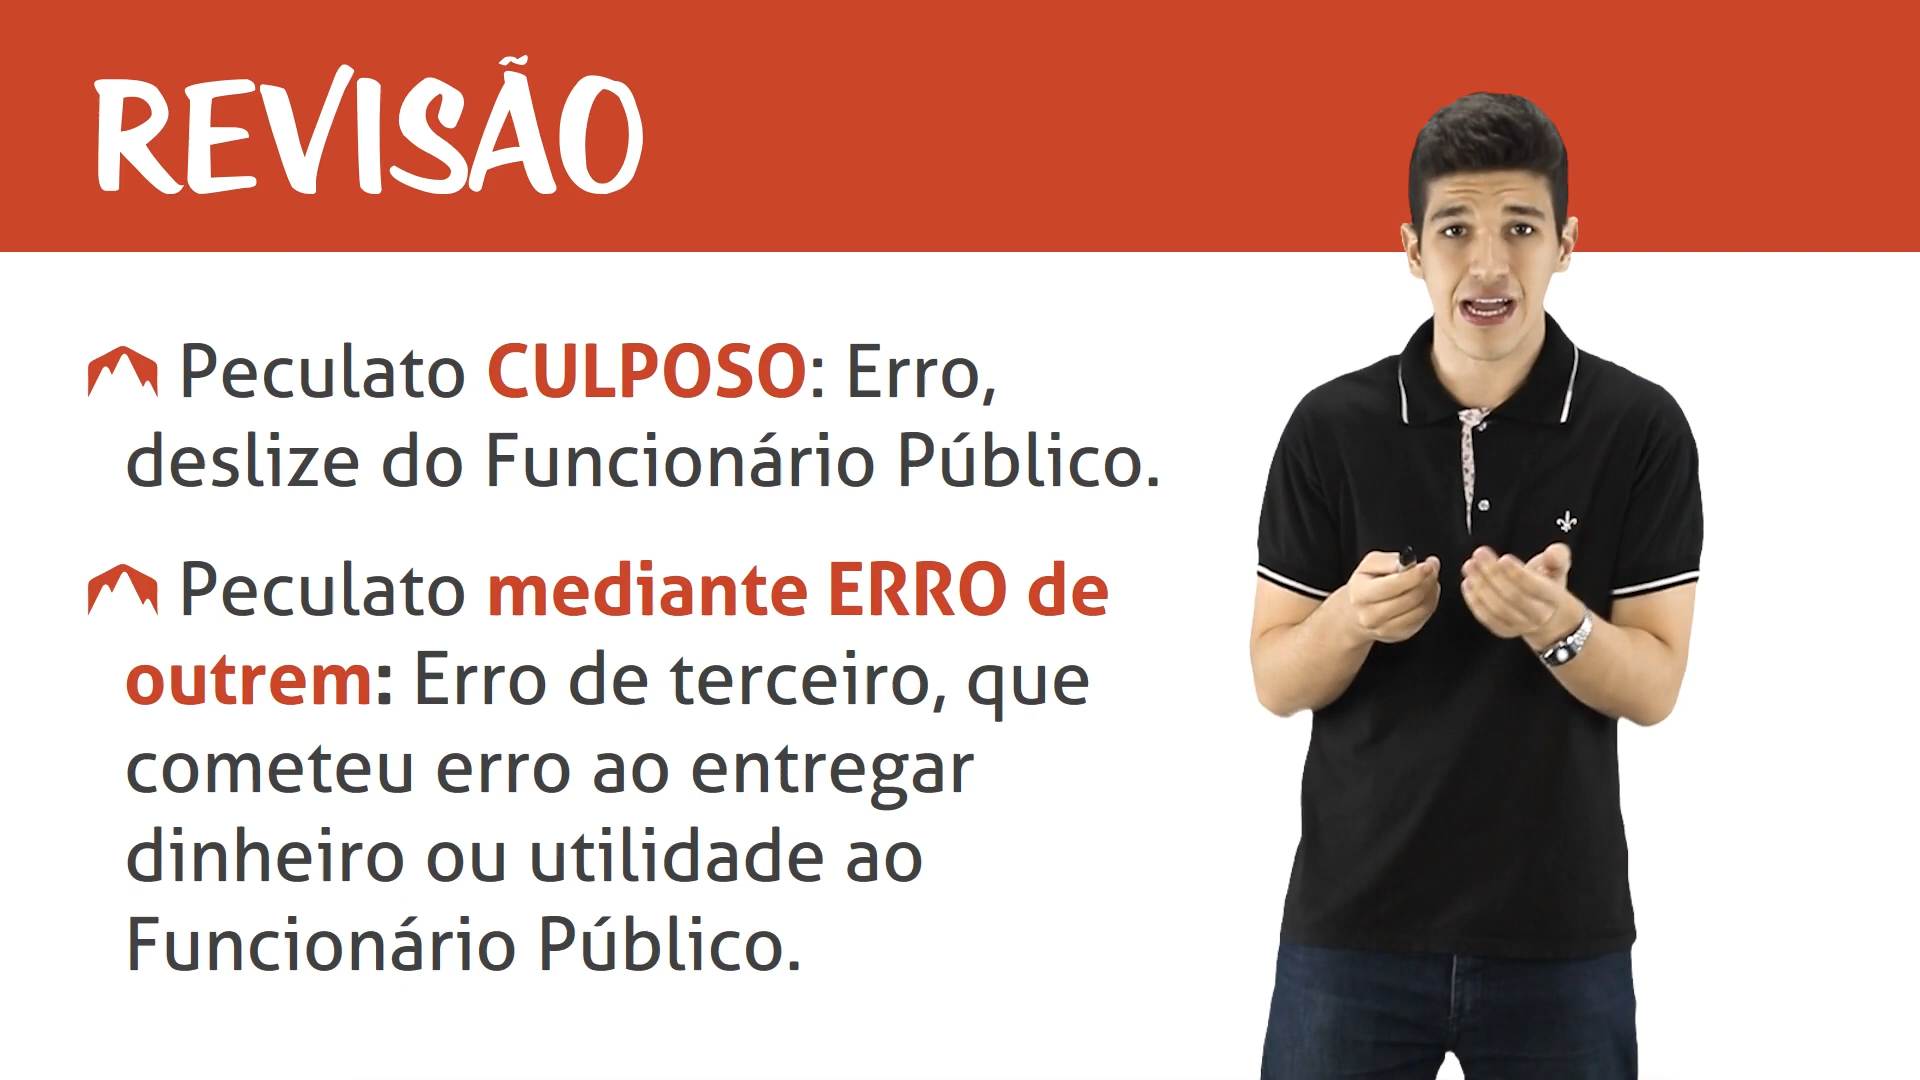 REVISÃO
Peculato CULPOSO: Erro,
deslize do Funcionário Público.
Peculato mediante ERRO de
outrem: Erro de terceiro, que
cometeu erro ao entregar
dinheiro ou utilidade ao
Funcionário Público.